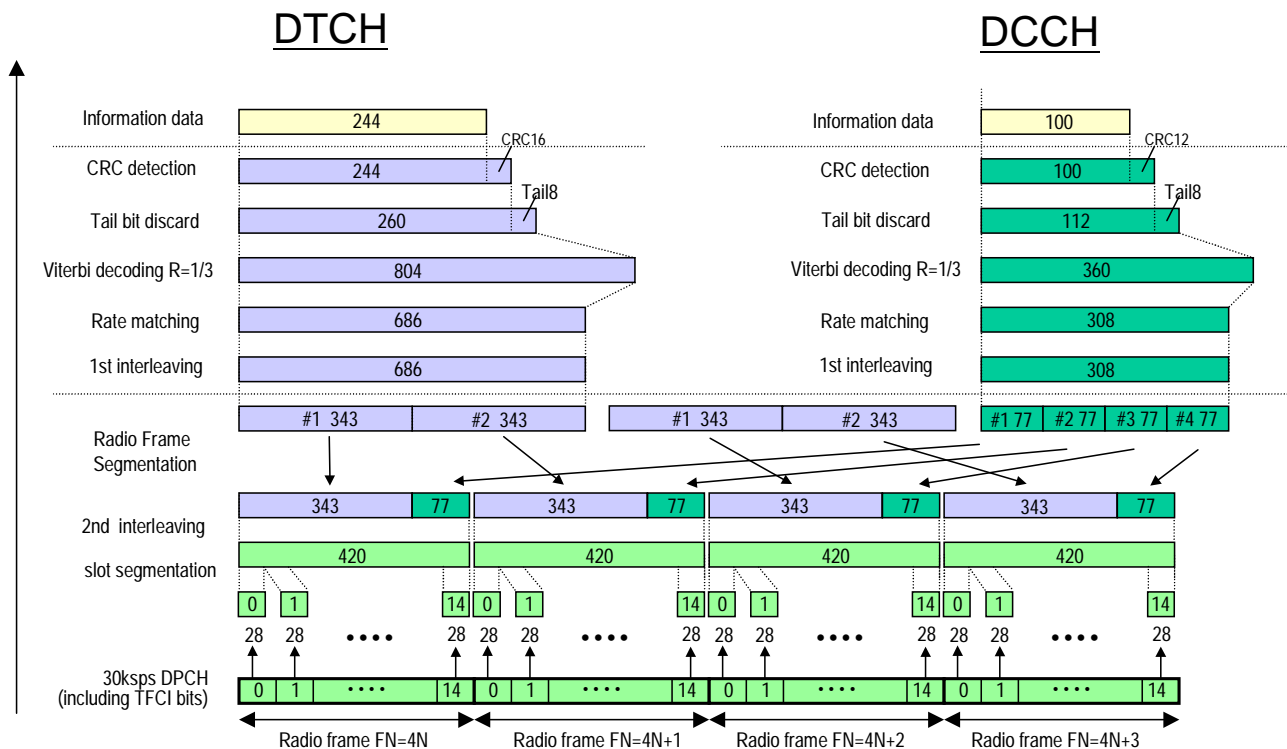 DTCH DCCH
Information data 244 Information data 100
CRC16 CRC12
CRC detection 244 CRC detection 100
Tail8 Tail8
Tail bit discard 260 Tail bit discard 112
Viterbi decoding R=1/3 804 Viterbi decoding R=1/3 360
Rate matching 686 Rate matching 308
1st interleaving 686 1st interleaving 308
#1 343 #2 343 #1 343 #2 343 #1 77 #2 77 #3 77 #4 77
Radio Frame
Segmentation
343 77 343 77 343 77 343 77
2nd interleaving
420 420 420 420
slot segmentation
0 1 14 0 1 14 0 1 14 0 1 14
28 28 •••• 28 28 28 •••• 28 28 28 •••• 28 28 28 •••• 28
30ksps DPCH
(including TFCI bits)
0 1 •••• 14 0 1 •••• 14 0 1 •••• 14 0 1 •••• 14
Radio frame FN=4N Radio frame FN=4N+1 Radio frame FN=4N+2 Radio frame FN=4N+3